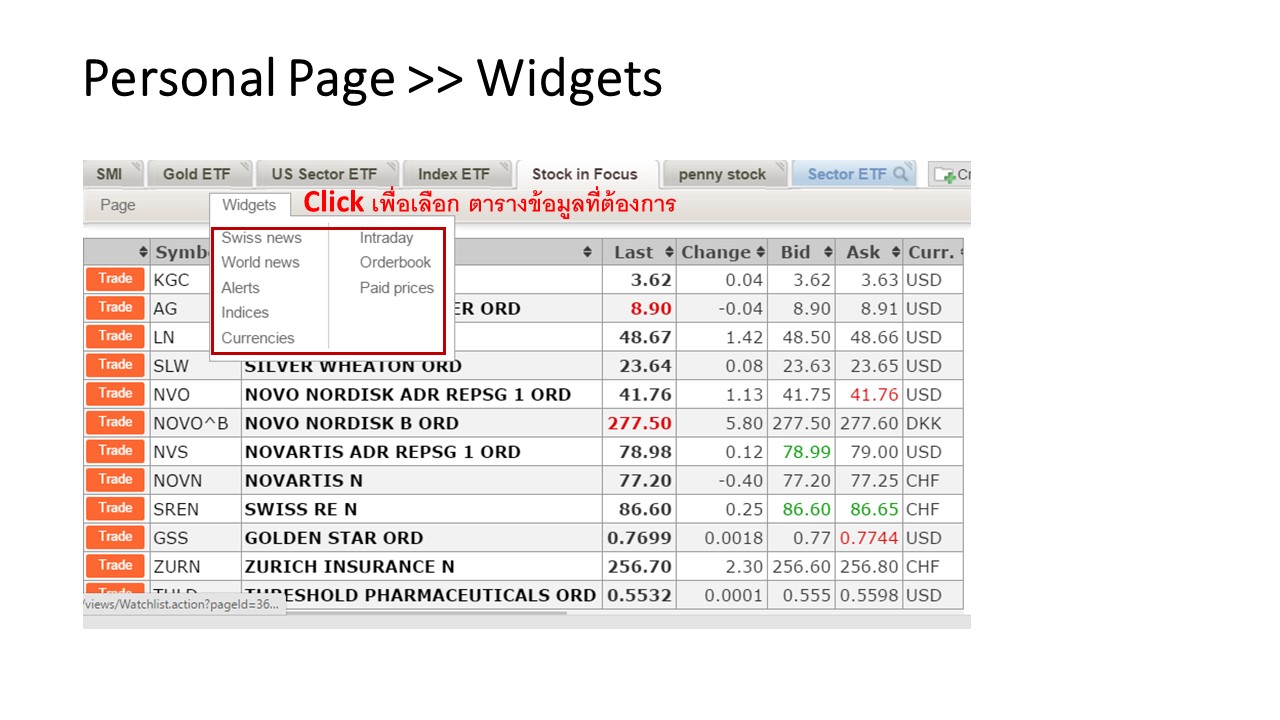 Personal Page >> Widgets
SMI Gold ETF US Sector ETF Index ETF Stock in Focus penny stock Sector ETF
Page Widgets Click เพื่อเลือก ตารางข้อมูลที่ต้องการ
Swiss news Intraday
World news Orderbook
Alerts Paid prices
Indices
Currencies
Last Change Bid Ask Curr.
Trade KGC 3.62 0.04 3.62 3.63 USD
Trade AG ORD 8.90 -0.04 8.90 8.91 USD
Trade LN 48.67 1.42 48.50 48.66 USD
Trade SLW SILVER WHEATON ORD 23.64 0.08 23.63 23.65 USD
Trade NVO NOVO NORDISK ADR REPSG 1 ORD 41.76 1.13 41.75 41.76 USD
Trade NOVO^B NOVO NORDISK B ORD 277.50 5.80 277.50 277.60 DKK
Trade NVS NOVARTIS ADR REPSG 1 ORD 78.98 0.12 78.99 79.00 USD
Trade NOVN NOVARTIS N 77.20 -0.40 77.20 77.25 CHF
Trade SREN SWISS RE N 86.60 0.25 86.60 86.65 CHF
Trade GSS GOLDEN STAR ORD 0.7699 0.0018 0.77 0.7744 USD
Trade ZURN ZURICH INSURANCE N 256.70 2.30 256.60 256.80 CHF
THRESHOLD PHARMACEUTICALS ORD 0.5532 0.0001 0.555 0.5598 USD
/views/Watchlist.action?pageId=36...